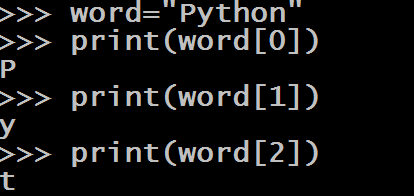 >>> word="Python"
>>> print(word[0])
P
>>> print(word[1])
y
>>> print(word[2])
t